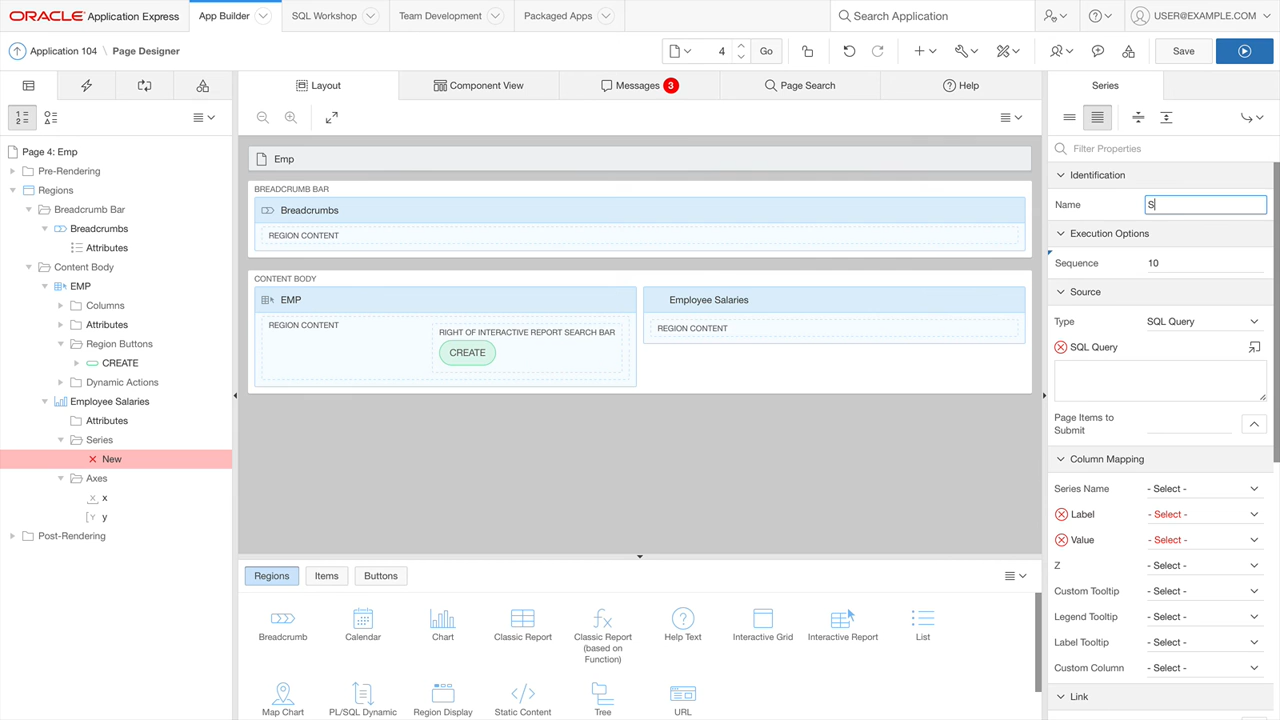 ORACLE Application Express
App Builder
SQL Workshop
Team Development
Packaged Apps
Search Application
USER@EXAMPLE.COM
Application 104
Page Designer
4
Go
Save
Layout
Component View
Messages 3
Page Search
Help
Series
Page 4: Emp
Pre-Rendering
Regions
Breadcrumb Bar
Breadcrumbs
Attributes
Content Body
EMP
Columns
Attributes
Region Buttons
CREATE
Dynamic Actions
Employee Salaries
Attributes
Series
New
Axes
x
y
Post-Rendering
Emp
BREADCRUMB BAR
Breadcrumbs
REGION CONTENT
CONTENT BODY
EMP
REGION CONTENT
RIGHT OF INTERACTIVE REPORT SEARCH BAR
CREATE
Employee Salaries
REGION CONTENT
Regions
Items
Buttons
Breadcrumb
Calendar
Chart
Classic Report
Classic Report
(based on
Function)
Help Text
Interactive Grid
Interactive Report
List
Map Chart
PL/SQL Dynamic
Region Display
Static Content
Tree
URL
Filter Properties
Identification
Name S
Execution Options
Sequence 10
Source
Type SQL Query
SQL Query
Page Items to
Submit
Column Mapping
Series Name - Select -
Label - Select -
Value - Select -
Z - Select -
Custom Tooltip - Select -
Legend Tooltip - Select -
Label Tooltip - Select -
Custom Column - Select -
Link